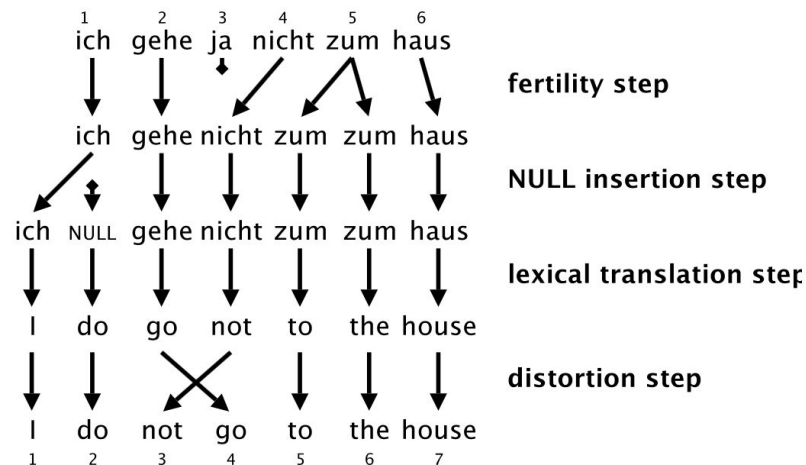 1 2 3 4 5 6
ich gehe ja nicht zum haus
fertility step
ich gehe nicht zum zum haus
NULL insertion step
ich NULL gehe nicht zum zum haus
lexical translation step
I do go not to the house
distortion step
I do not go to the house
1 2 3 4 5 6 7